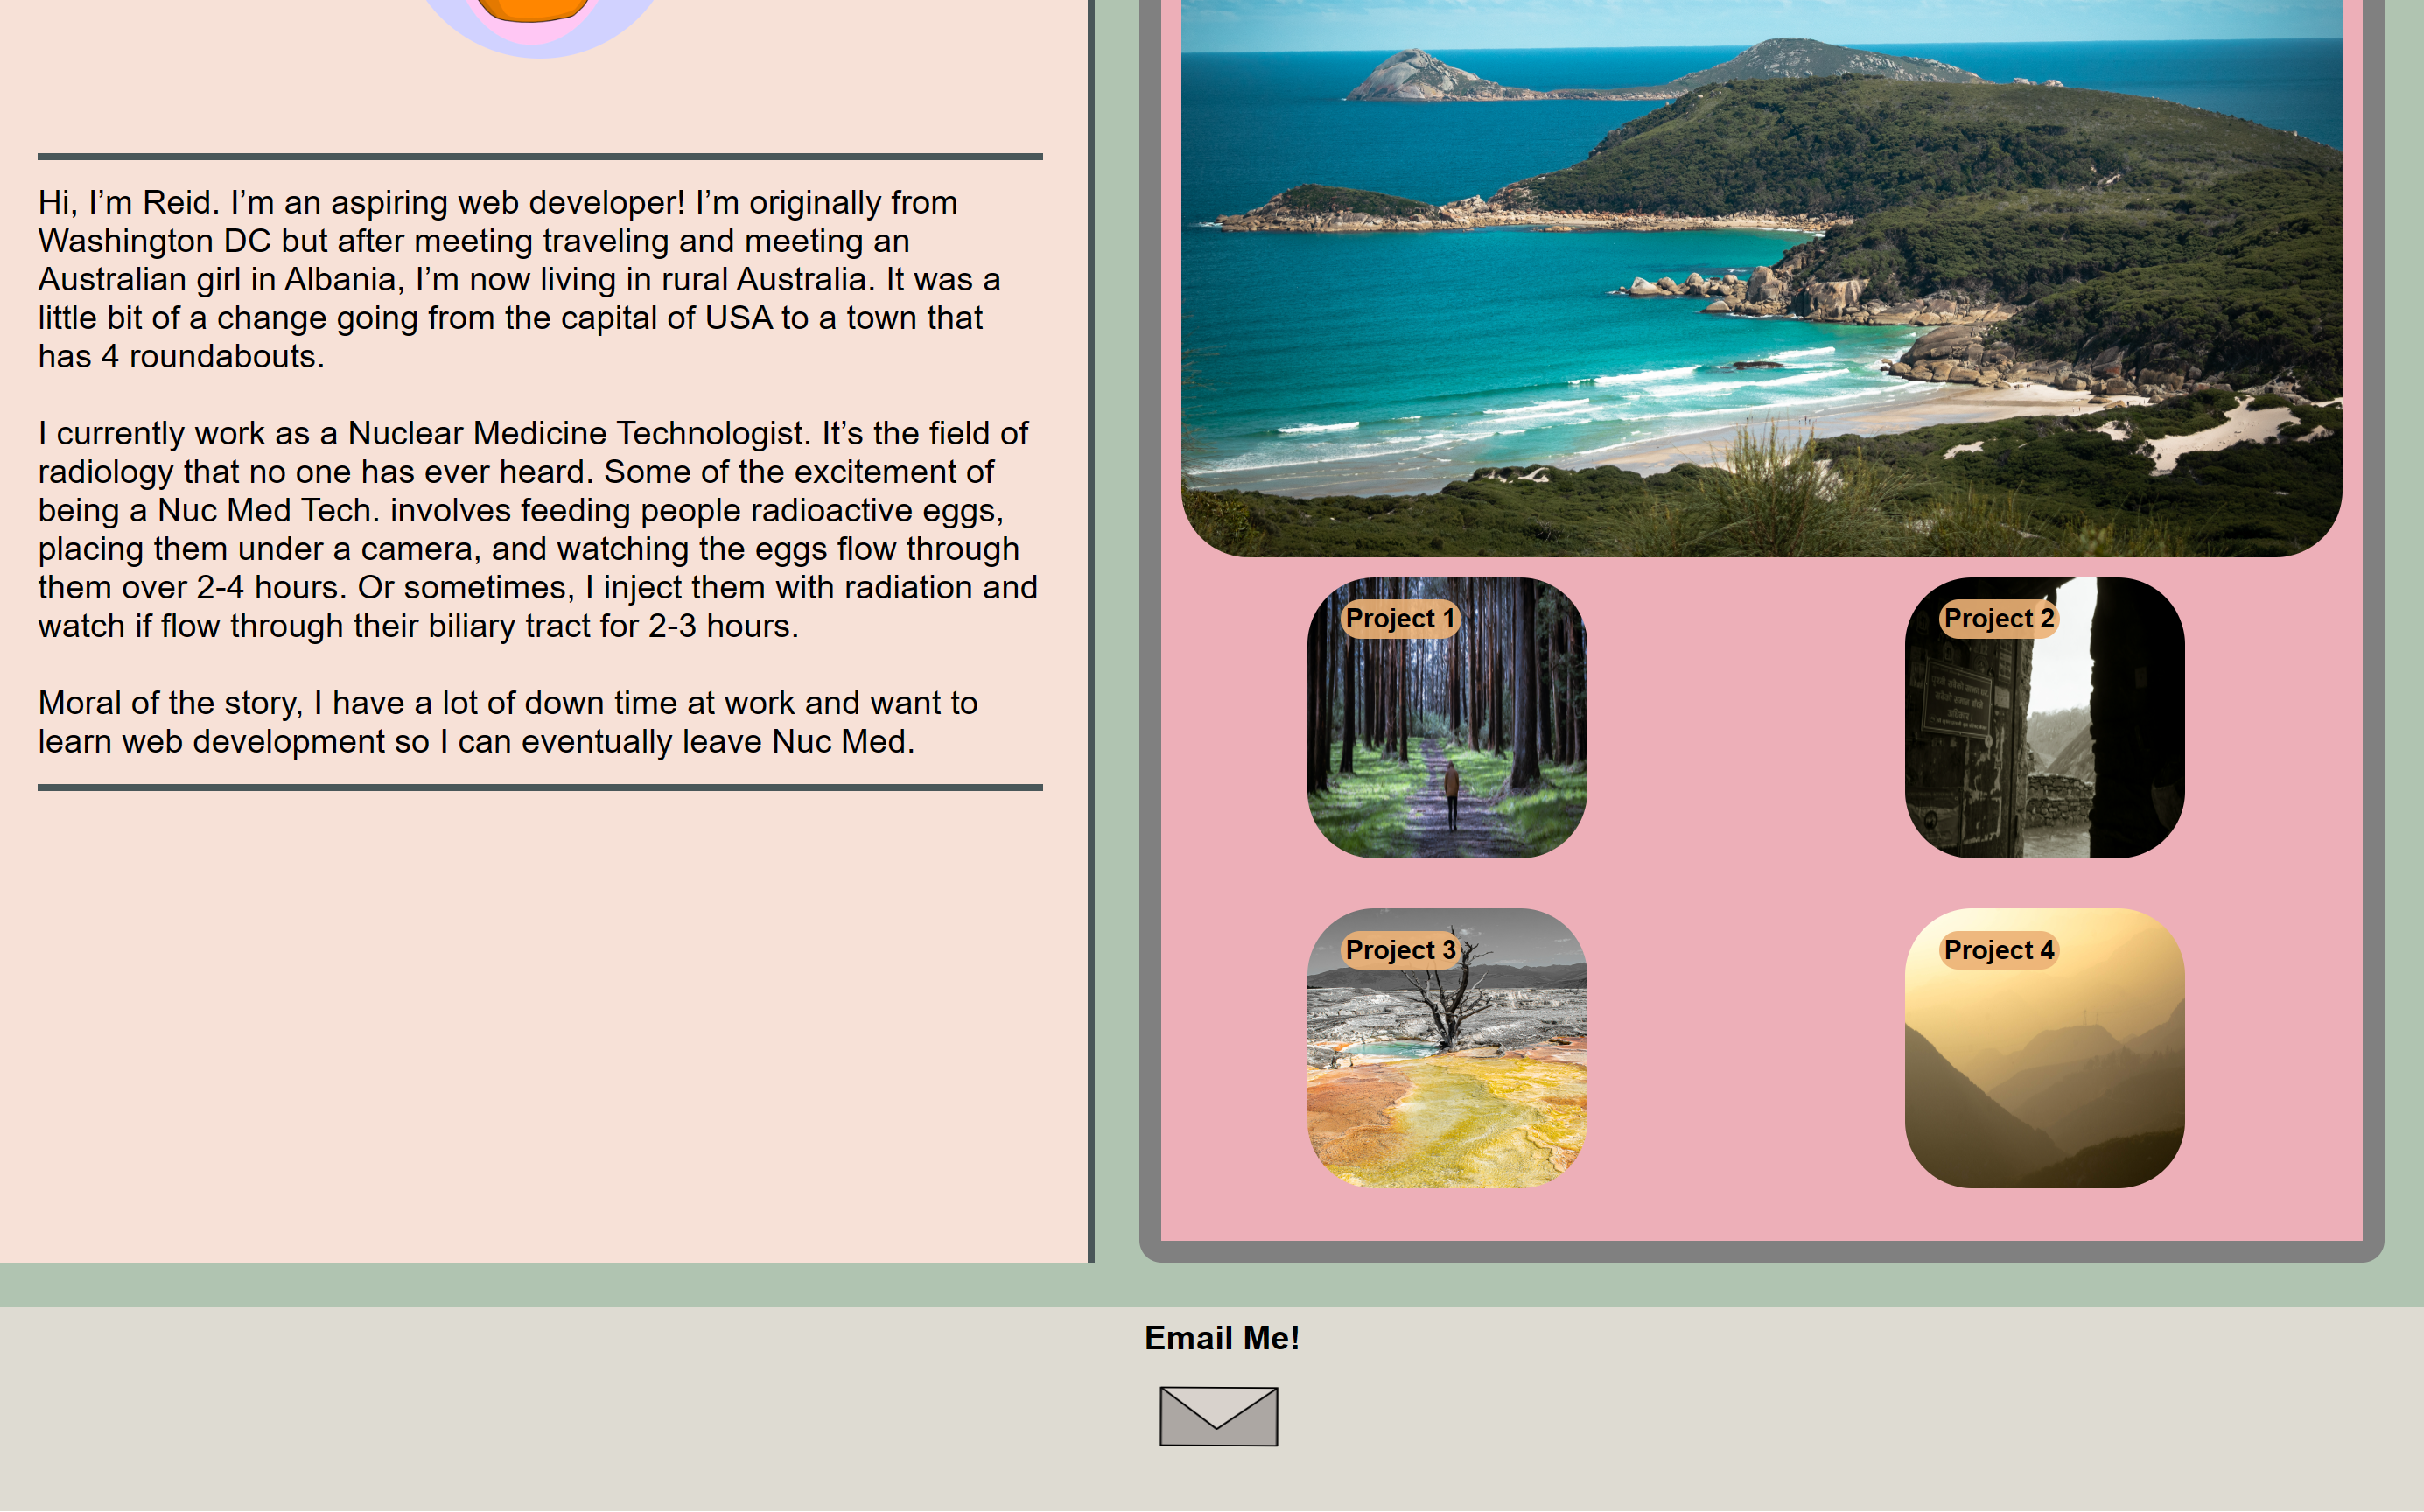 Hi, I’m Reid. I’m an aspiring web developer! I’m originally from
Washington DC but after meeting traveling and meeting an
Australian girl in Albania, I’m now living in rural Australia. It was a
little bit of a change going from the capital of USA to a town that
has 4 roundabouts.
I currently work as a Nuclear Medicine Technologist. It’s the field of
radiology that no one has ever heard. Some of the excitement of
being a Nuc Med Tech. involves feeding people radioactive eggs,
placing them under a camera, and watching the eggs flow through
them over 2-4 hours. Or sometimes, I inject them with radiation and
watch if flow through their biliary tract for 2-3 hours.
Moral of the story, I have a lot of down time at work and want to
learn web development so I can eventually leave Nuc Med.
Project 1
Project 2
Project 3
Project 4
Email Me!